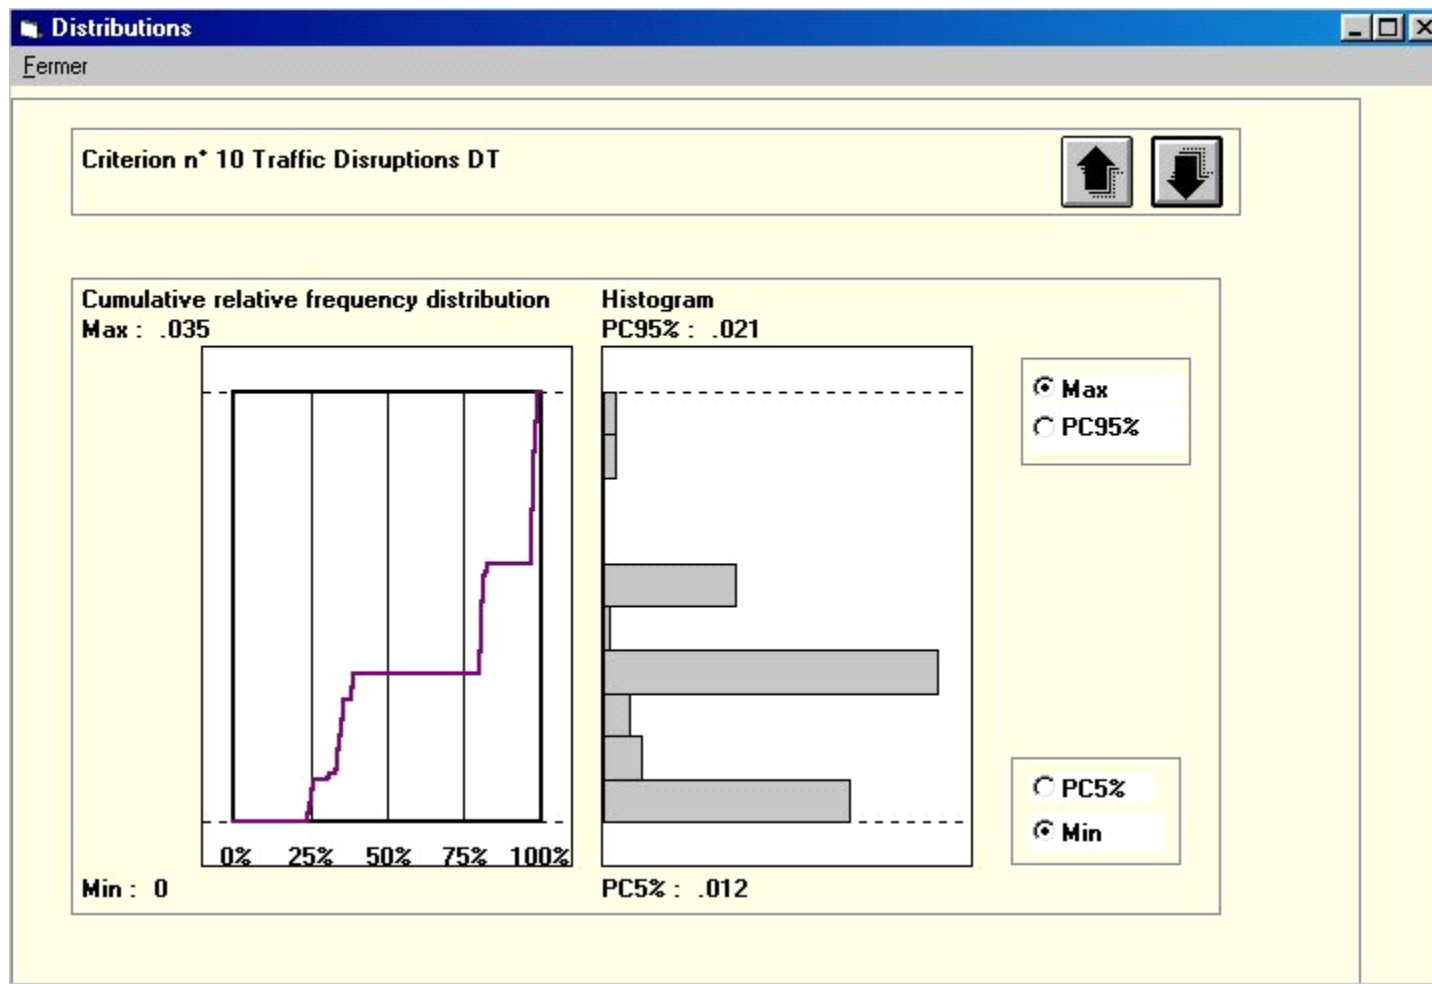 Distributions
Fermer
Criterion n° 10 Traffic Disruptions DT
Cumulative relative frequency distribution
Max : .035
Histogram
PC95% : .021
Max
PC95%
0% 25% 50% 75% 100%
PC5%
Min
Min : 0
PC5% : .012